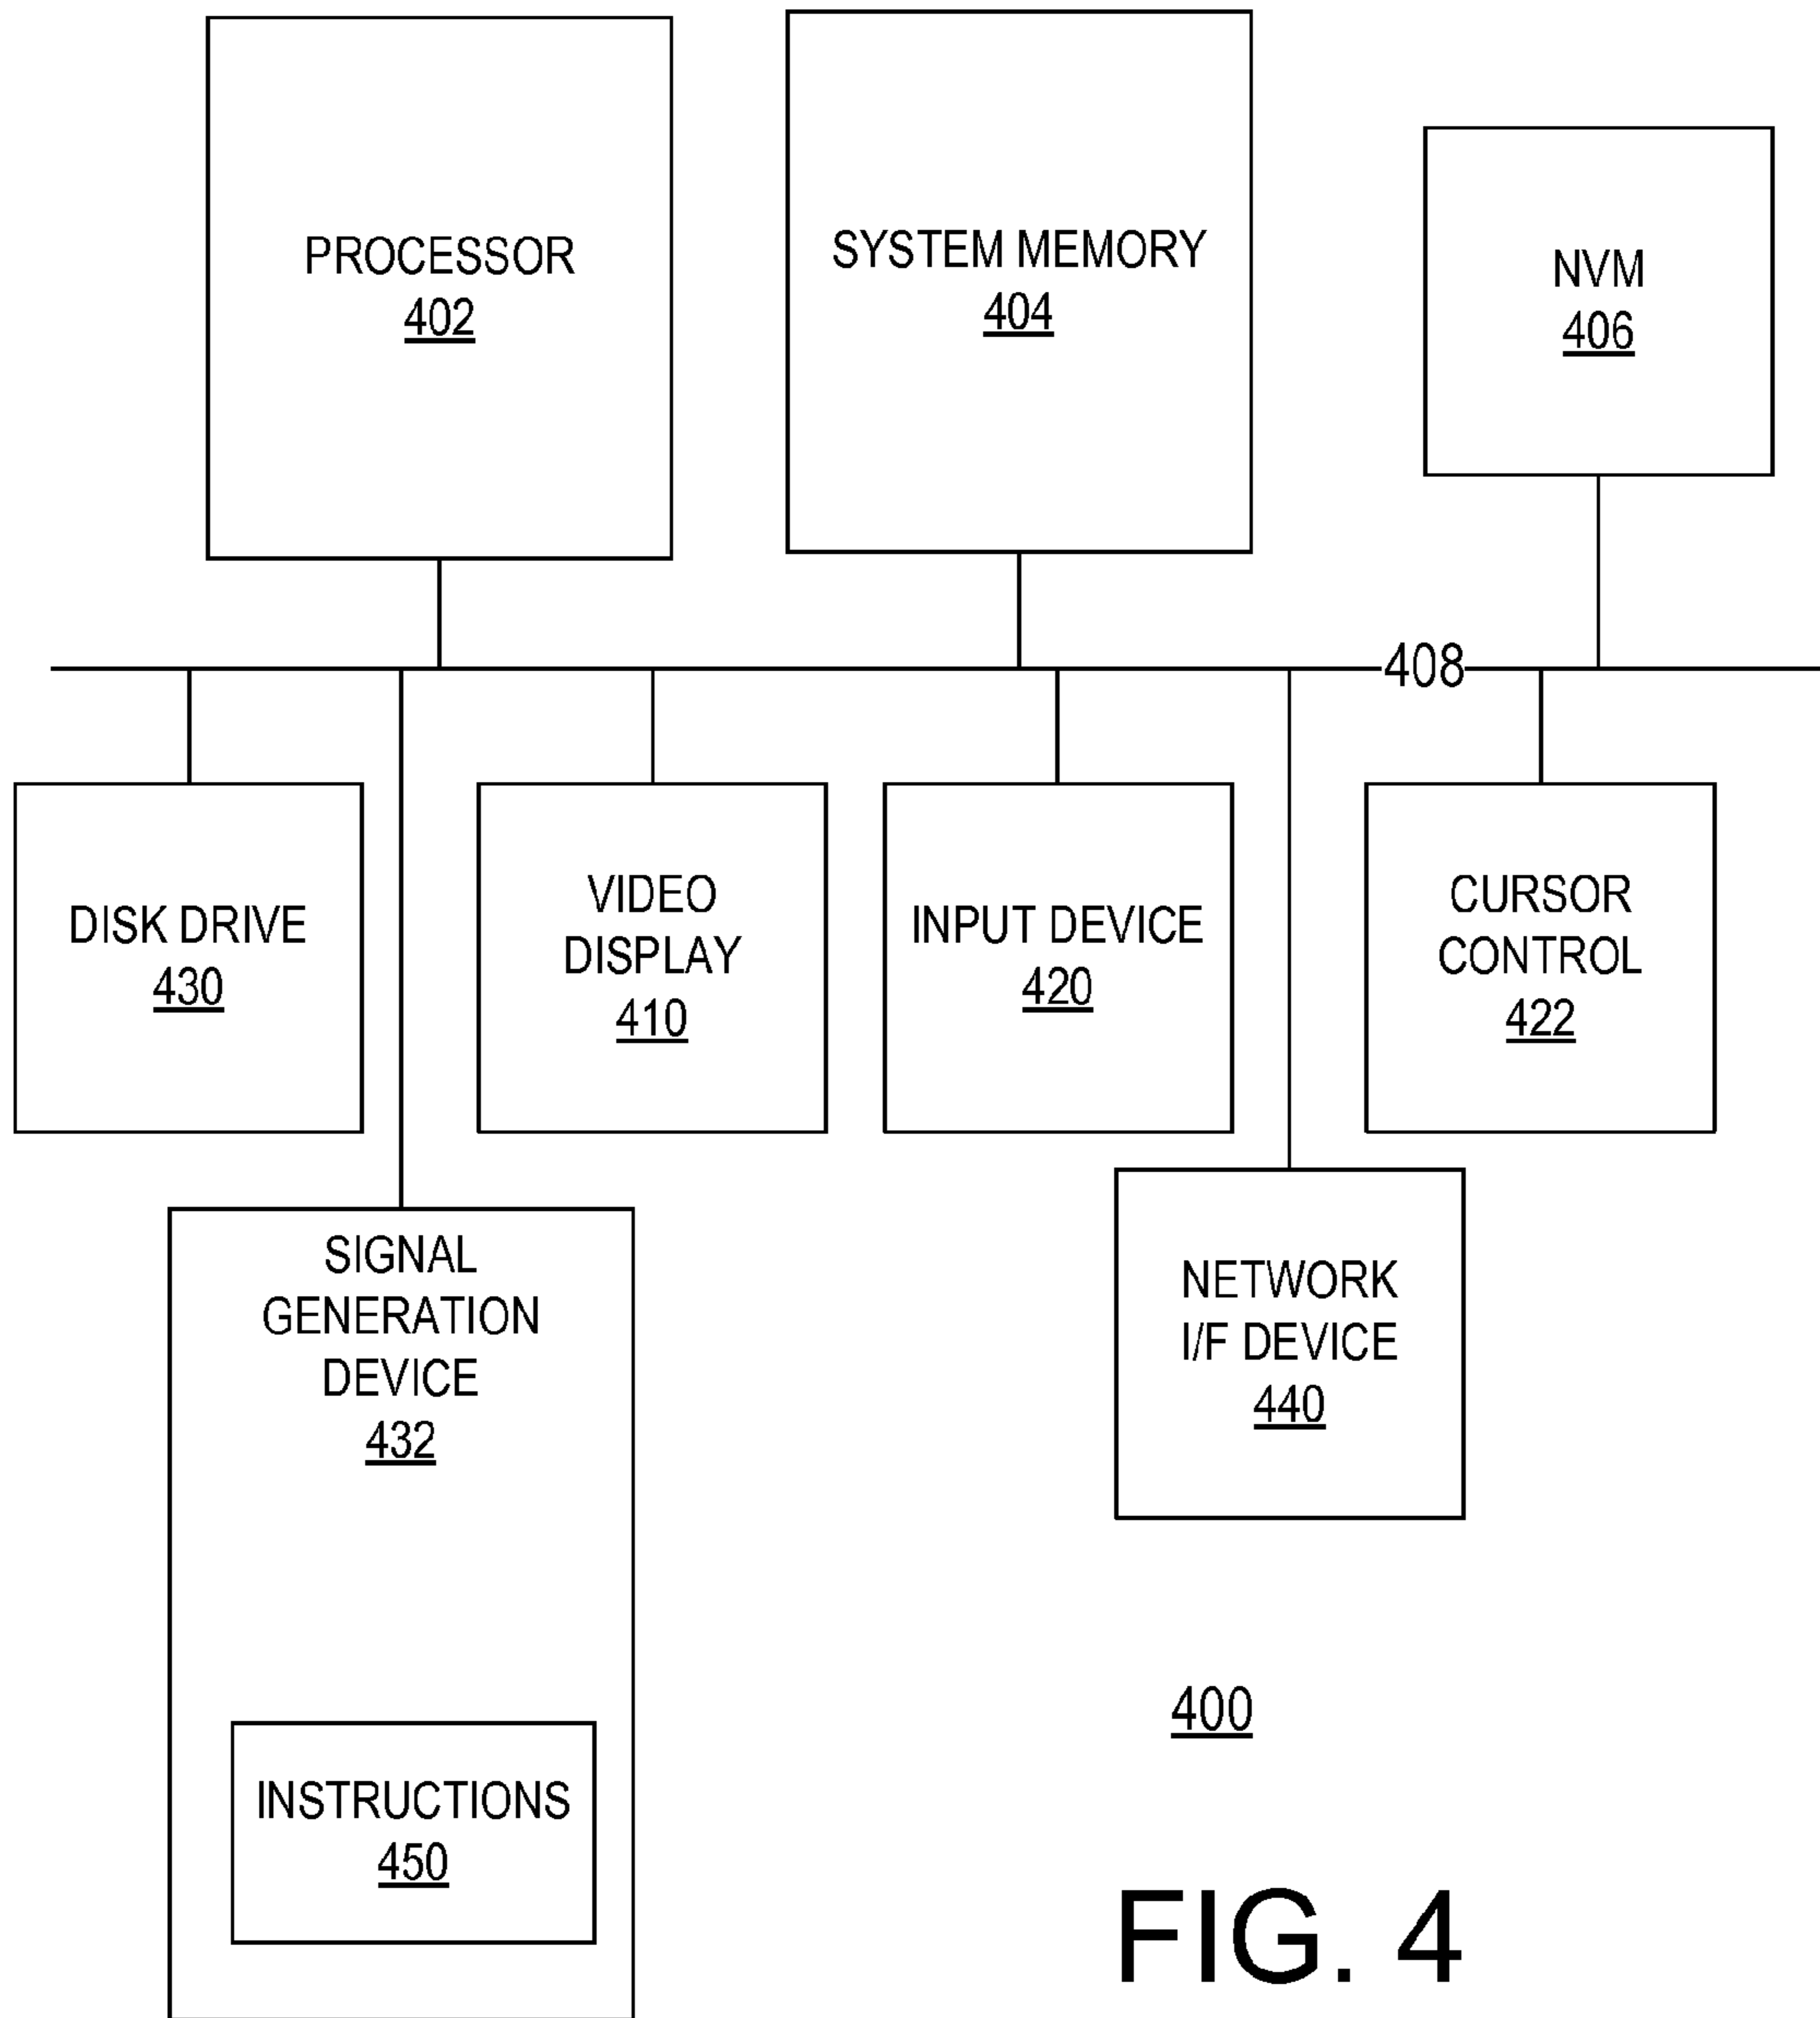 PROCESSOR
402
SYSTEM MEMORY
404
NVM
406
408
DISK DRIVE
430
VIDEO
DISPLAY
410
INPUT DEVICE
420
CURSOR
CONTROL
422
SIGNAL
GENERATION
DEVICE
432
NETWORK
I/F DEVICE
440
INSTRUCTIONS
450
400
FIG. 4